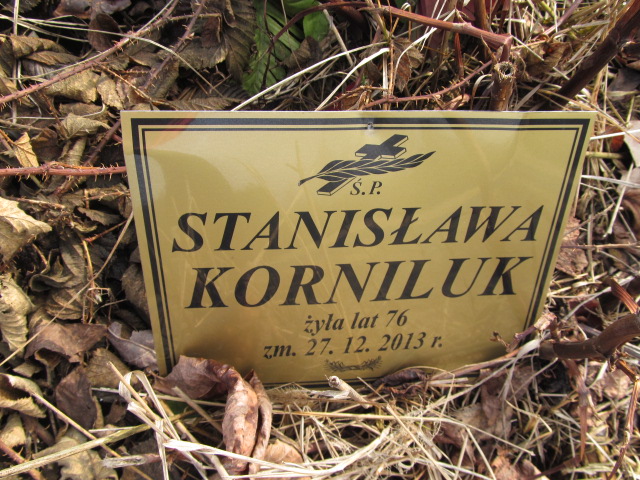 Ś.P.
STANISŁAWA
KORNILUK
żyła lat 76
zm. 27. 12. 2013 r.